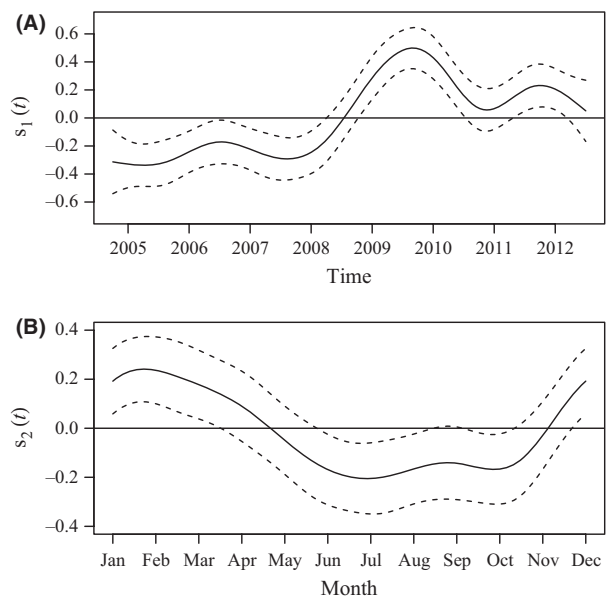 (A)
0.6
0.4
0.2
0.0
−0.2
−0.4
−0.6
s1 (t)
2005 2006 2007 2008 2009 2010 2011 2012
Time
(B)
0.4
0.2
0.0
−0.2
−0.4
s2 (t)
Jan Feb Mar Apr May Jun Jul Aug Sep Oct Nov Dec
Month